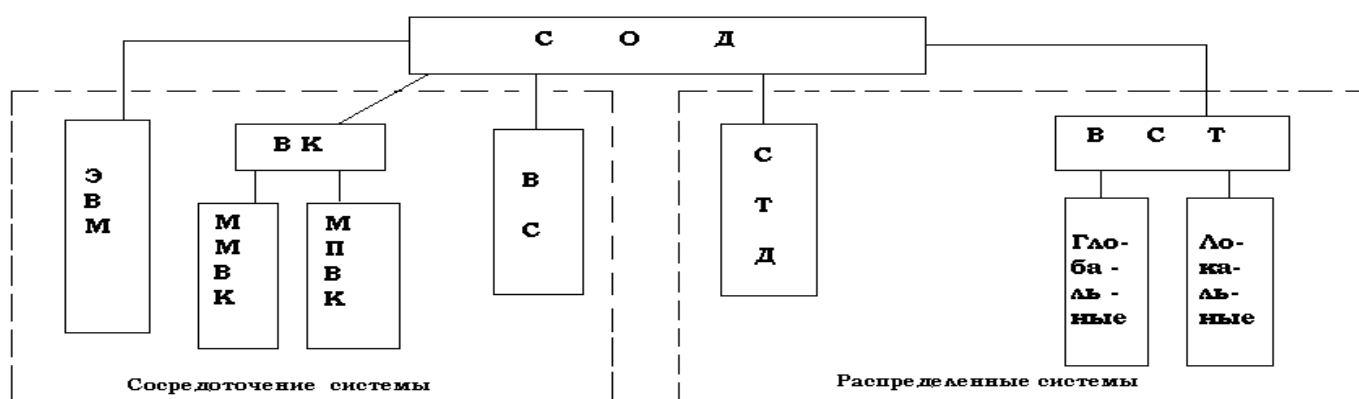 С О Д
Э
В
М
В К
М
М
В
К
М
П
В
К
В
С
С
Т
Д
В С Т
Гло-
ба -
ль -
ные
Ло-
ка-
ль-
ные
Сосредоточение системы
Распределенные системы